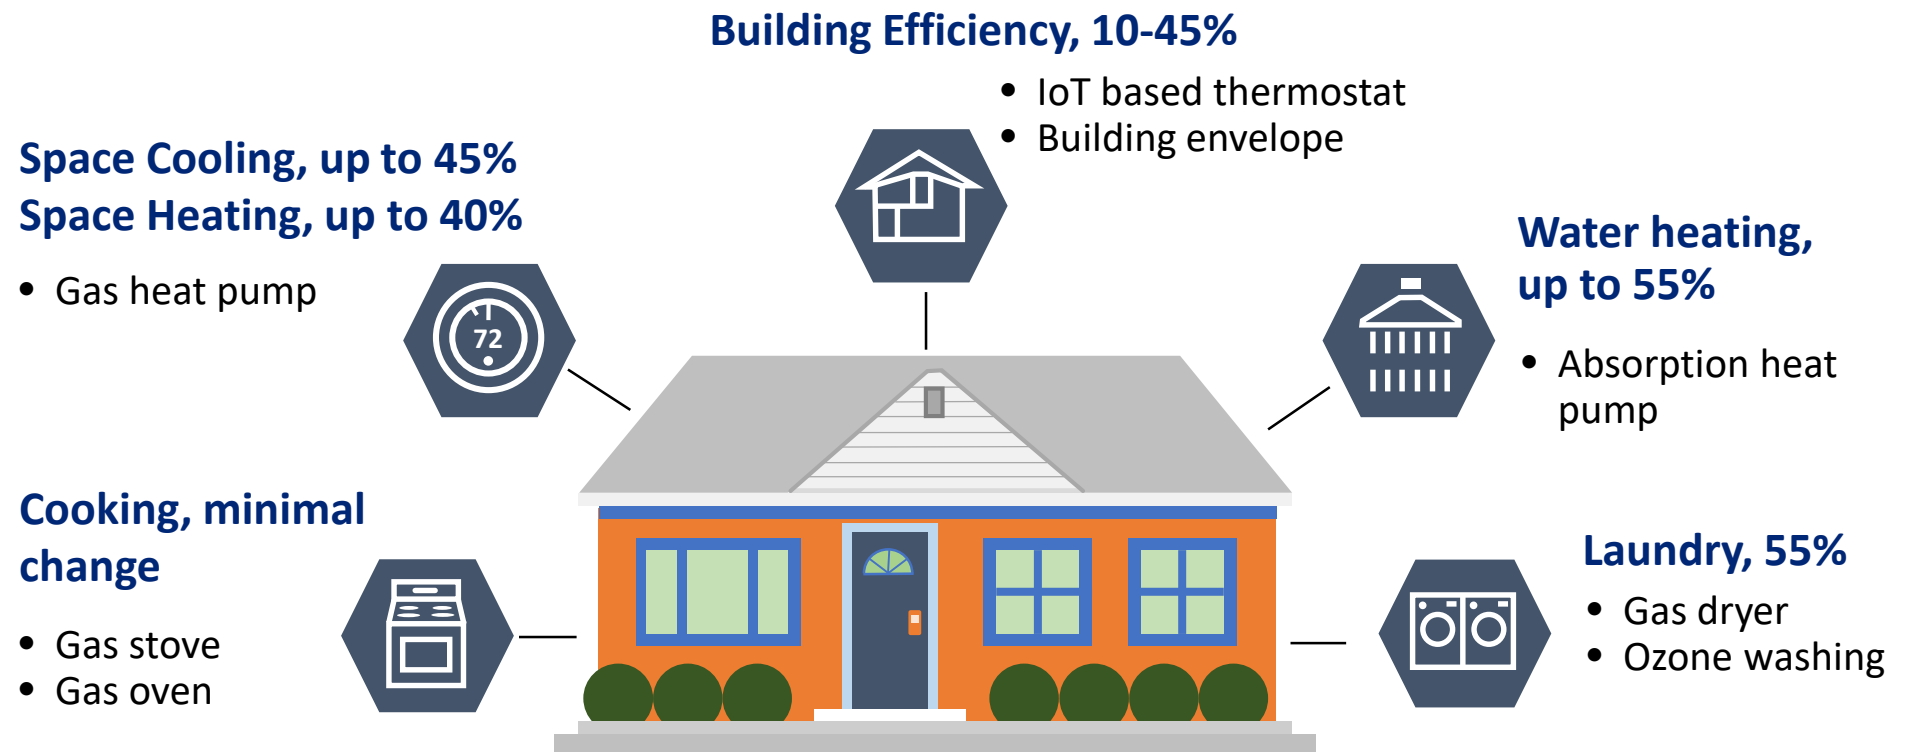 Building Efficiency, 10-45%
• IoT based thermostat
• Building envelope
Space Cooling, up to 45%
Space Heating, up to 40%
• Gas heat pump
72
Water heating,
up to 55%
• Absorption heat
pump
Cooking, minimal
change
• Gas stove
• Gas oven
Laundry, 55%
• Gas dryer
• Ozone washing